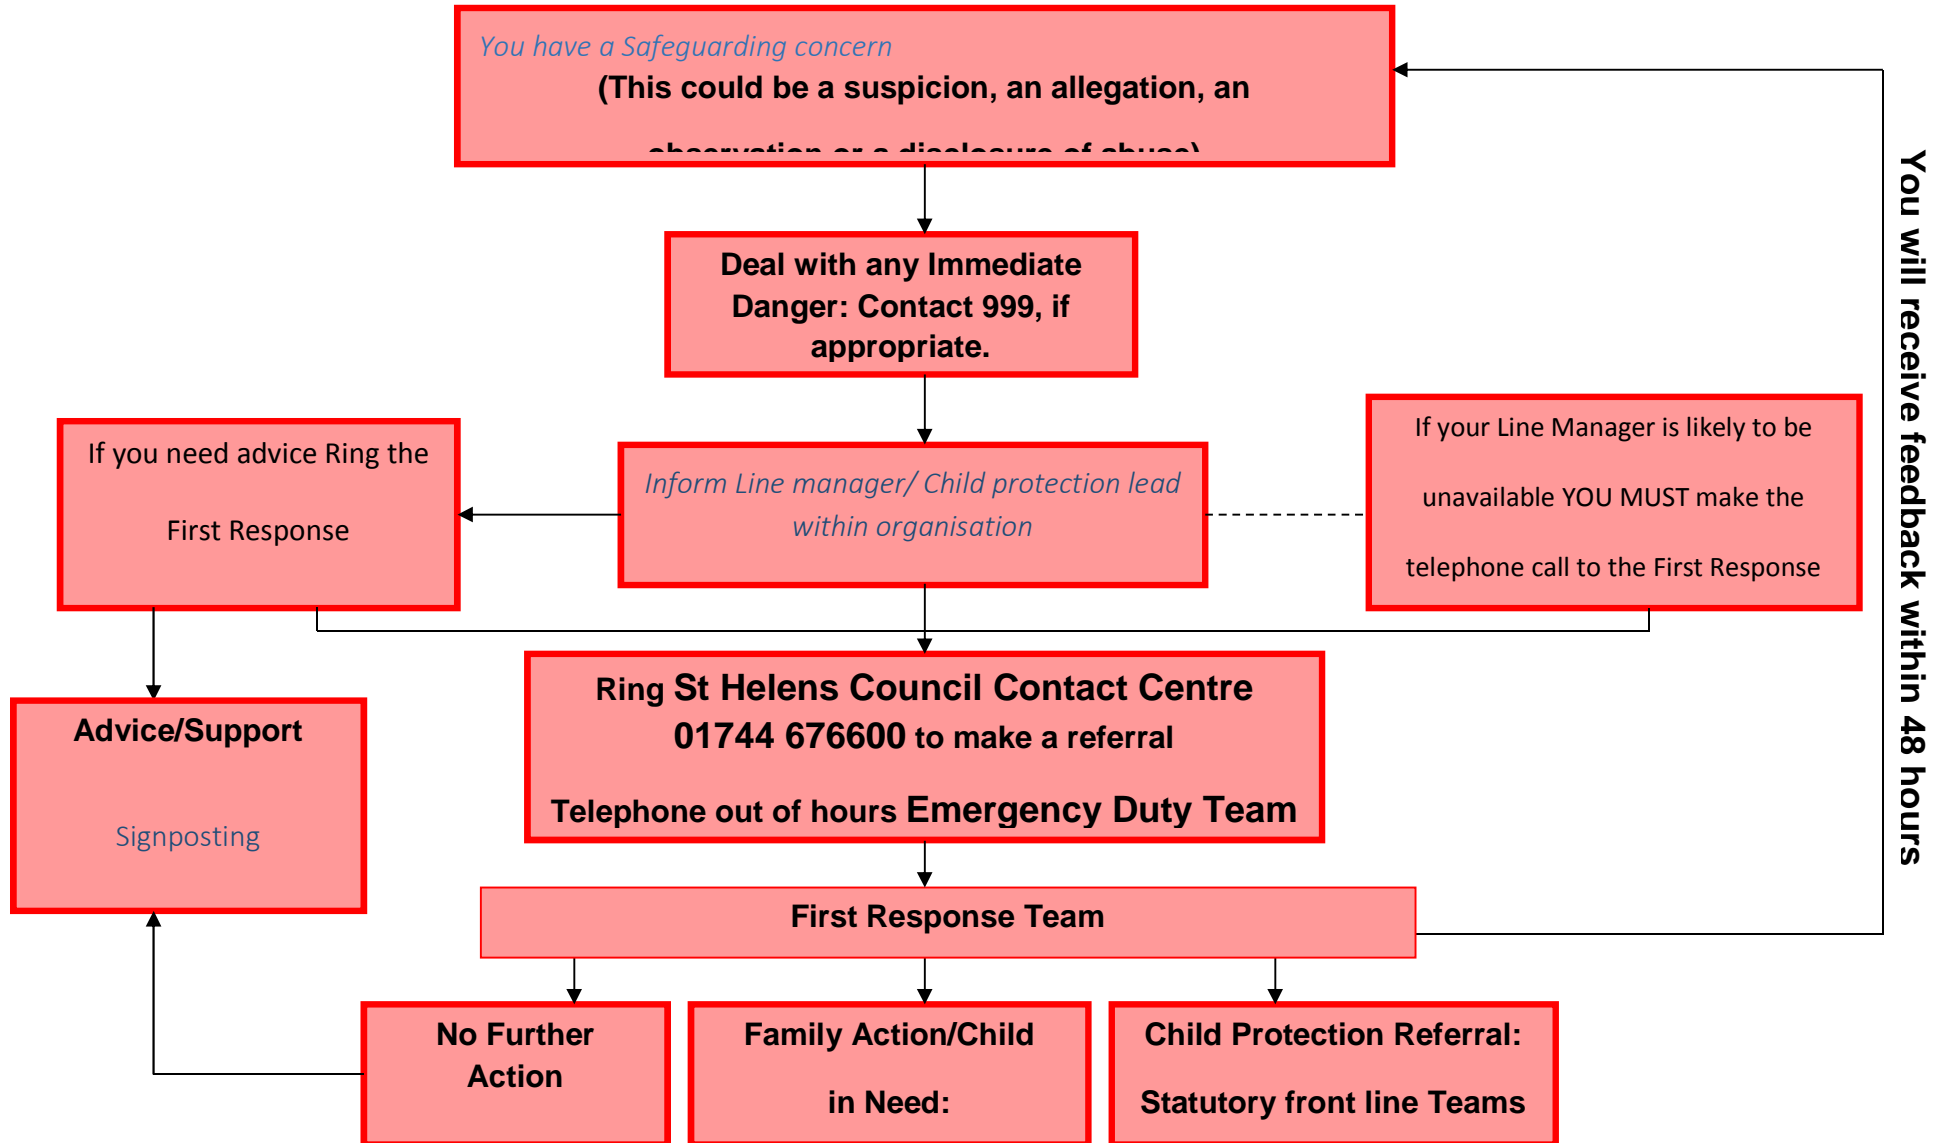 You have a Safeguarding concern
(This could be a suspicion, an allegation, an
observation or a disclosure of abuse)
Deal with any Immediate
Danger: Contact 999, if
appropriate.
If you need advice Ring the
First Response
Inform Line manager/ Child protection lead
within organisation
If your Line Manager is likely to be
unavailable YOU MUST make the
telephone call to the First Response
You will receive feedback within 48 hours
Ring St Helens Council Contact Centre
01744 676600 to make a referral
Telephone out of hours Emergency Duty Team
Advice/Support
Signposting
First Response Team
No Further
Action
Family Action/Child
in Need:
Child Protection Referral:
Statutory front line Teams